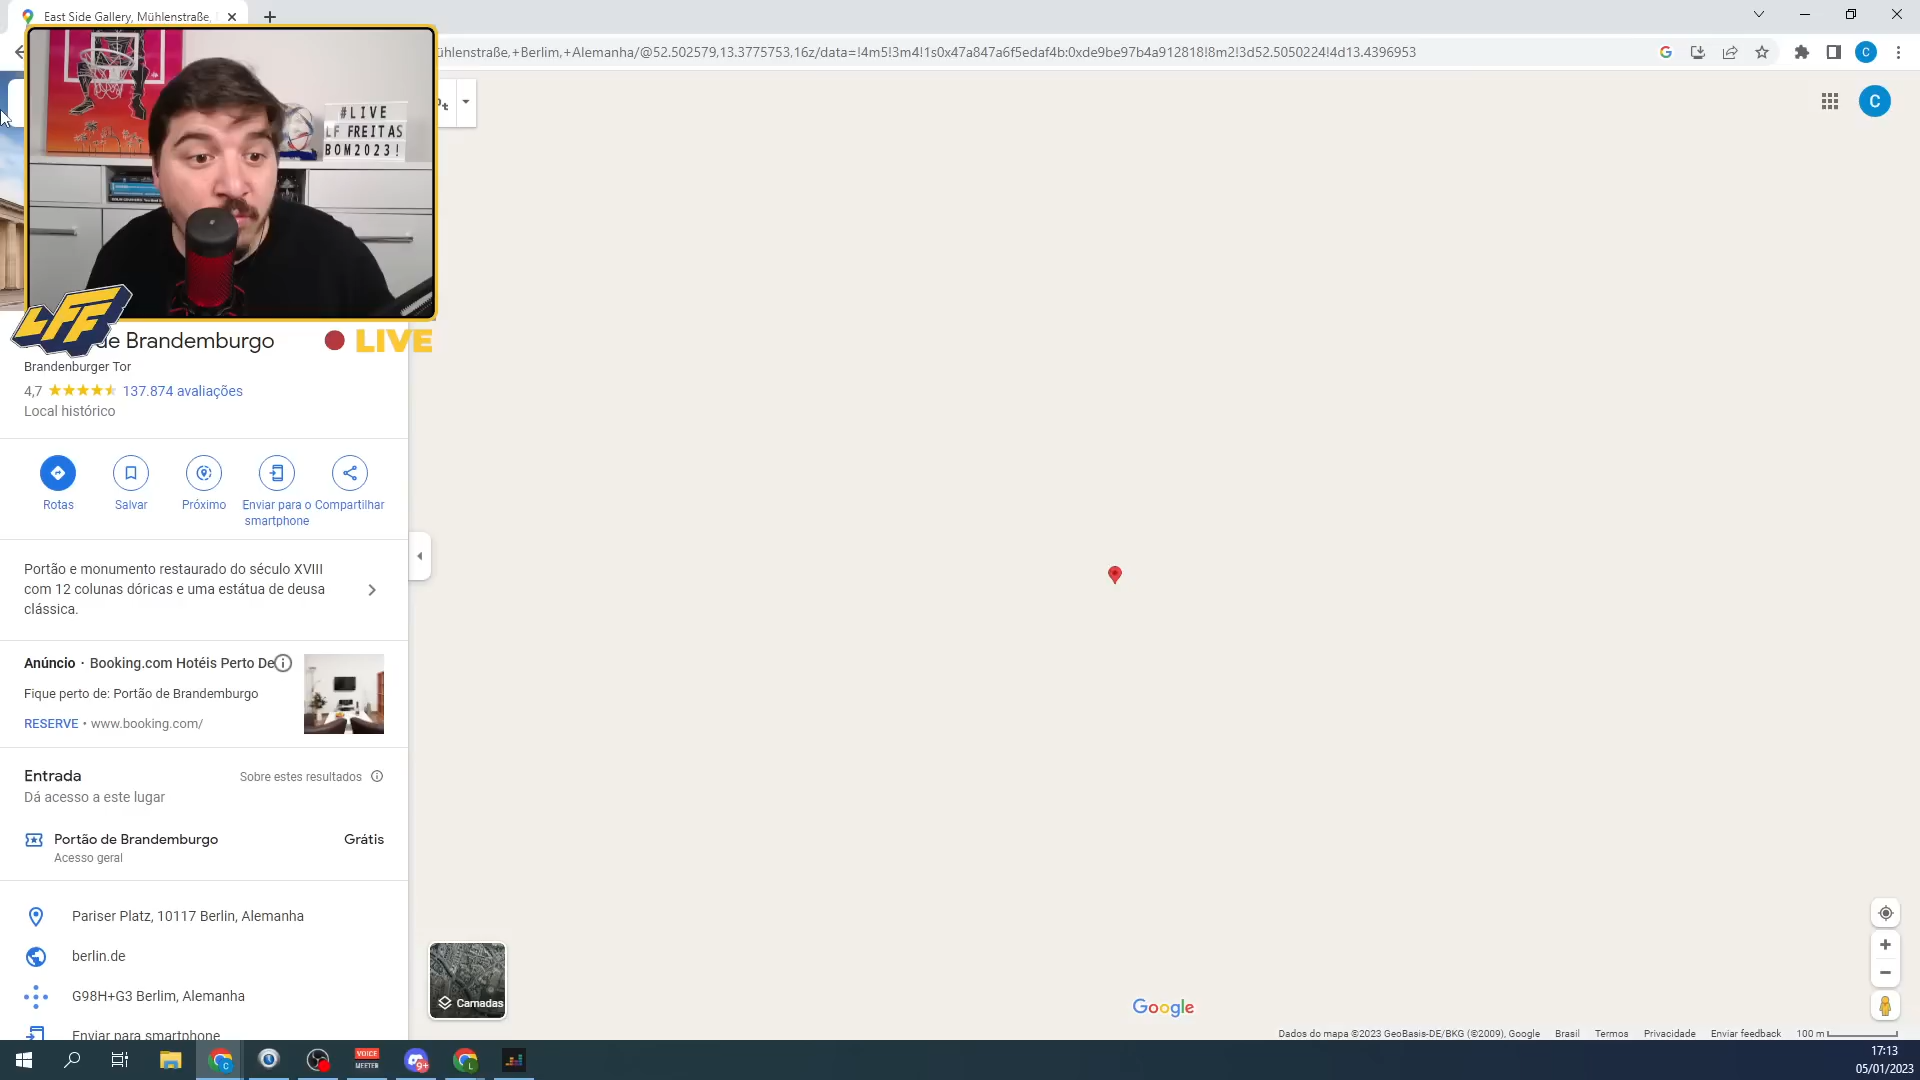 East Side Gallery, Mühlenstraße,
ühlenstraße,+Berlim,+Alemanha/@52.502579,13.3775753,16z/data=!4m5!3m4!1s0x47a847a6f5edaf4b:0xde9be97b4a912818!8m2!3d52.5050224!4d13.4396953
C
C
#LIVE
LF FREITAS
BOM2023!
LFF
LIVE
de Brandemburgo
Brandenburger Tor
4,7 137.874 avaliações
Local histórico
Rotas
Salvar
Próximo
Enviar para o smartphone
Compartilhar
Portão e monumento restaurado do século XVIII
com 12 colunas dóricas e uma estátua de deusa
clássica.
Anúncio · Booking.com Hotéis Perto De
Fique perto de: Portão de Brandemburgo
RESERVE • www.booking.com/
Entrada
Sobre estes resultados
Dá acesso a este lugar
Portão de Brandemburgo
Grátis
Acesso geral
Pariser Platz, 10117 Berlin, Alemanha
berlin.de
G98H+G3 Berlim, Alemanha
Enviar para smartphone
Camadas
Google
Dados do mapa ©2023 GeoBasis-DE/BKG (©2009), Google Brasil Termos Privacidade Enviar feedback 100 m
C
VOICE
MEETER
9+
L
17:13
05/01/2023